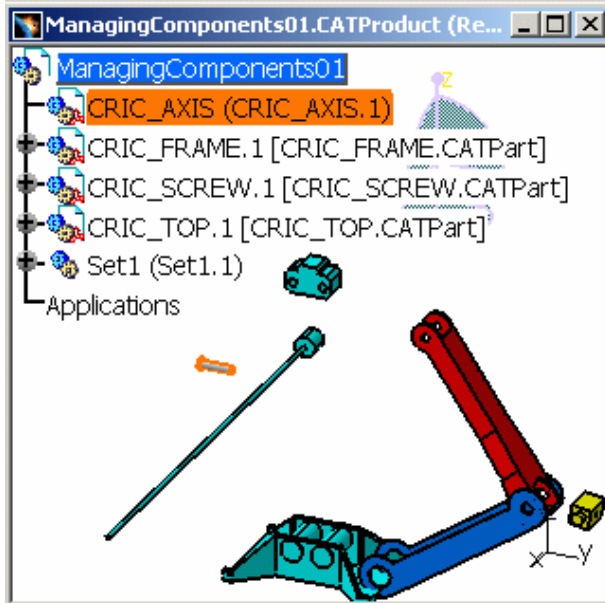 ManagingComponents01.CATProduct (Re...
ManagingComponents01
CRIC_AXIS (CRIC_AXIS.1)
CRIC_FRAME.1 [CRIC_FRAME.CATPart]
CRIC_SCREW.1 [CRIC_SCREW.CATPart]
CRIC_TOP.1 [CRIC_TOP.CATPart]
Set1 (Set1.1)
Applications
z
x
y